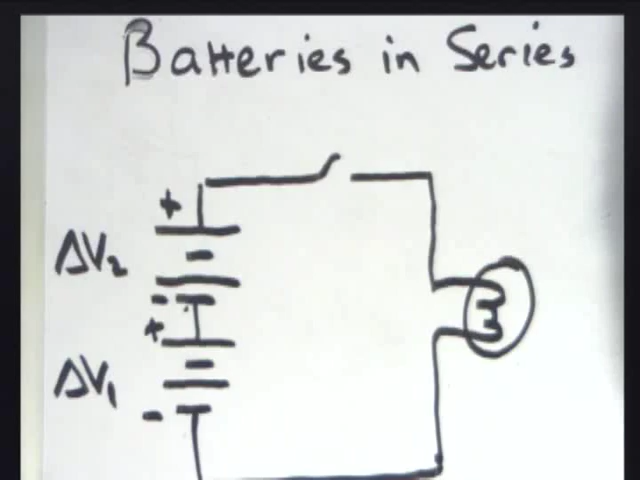 Batteries in Series
+
ΔV₂
-
+
ΔV₁
-